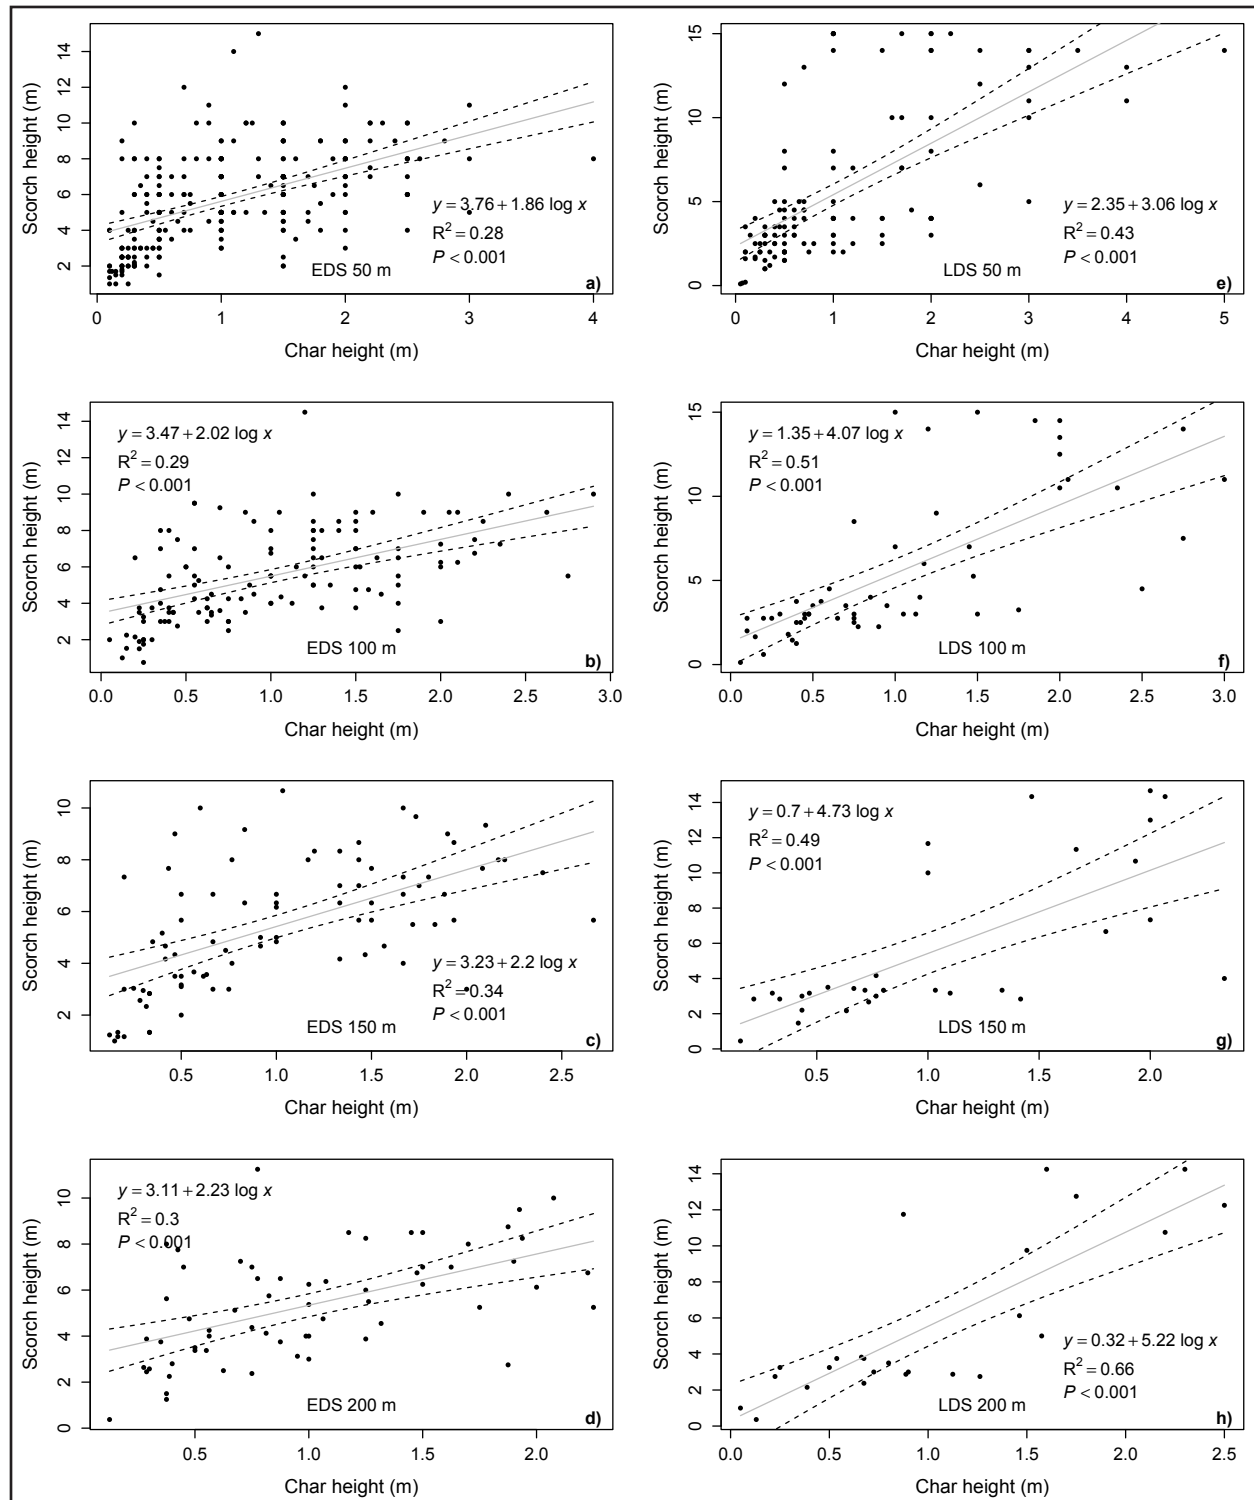 Scorch height (m)
14
12
10
8
6
4
2
y = 3.76 + 1.86 log x
R² = 0.28
P < 0.001
EDS 50 m
a)
0 1 2 3 4
Char height (m)
Scorch height (m)
15
10
5
0
y = 2.35 + 3.06 log x
R² = 0.43
P < 0.001
LDS 50 m
e)
0 1 2 3 4 5
Char height (m)
Scorch height (m)
14
12
10
8
6
4
2
y = 3.47 + 2.02 log x
R² = 0.29
P < 0.001
EDS 100 m
b)
0.0 0.5 1.0 1.5 2.0 2.5 3.0
Char height (m)
Scorch height (m)
15
10
5
0
y = 1.35 + 4.07 log x
R² = 0.51
P < 0.001
LDS 100 m
f)
0.0 0.5 1.0 1.5 2.0 2.5 3.0
Char height (m)
Scorch height (m)
10
8
6
4
2
y = 3.23 + 2.2 log x
R² = 0.34
P < 0.001
EDS 150 m
c)
0.5 1.0 1.5 2.0 2.5
Char height (m)
Scorch height (m)
14
12
10
8
6
4
2
0
y = 0.7 + 4.73 log x
R² = 0.49
P < 0.001
LDS 150 m
g)
0.5 1.0 1.5 2.0
Char height (m)
Scorch height (m)
10
8
6
4
2
0
y = 3.11 + 2.23 log x
R² = 0.3
P < 0.001
EDS 200 m
d)
0.5 1.0 1.5 2.0
Char height (m)
Scorch height (m)
14
12
10
8
6
4
2
0
y = 0.32 + 5.22 log x
R² = 0.66
P < 0.001
LDS 200 m
h)
0.0 0.5 1.0 1.5 2.0 2.5
Char height (m)